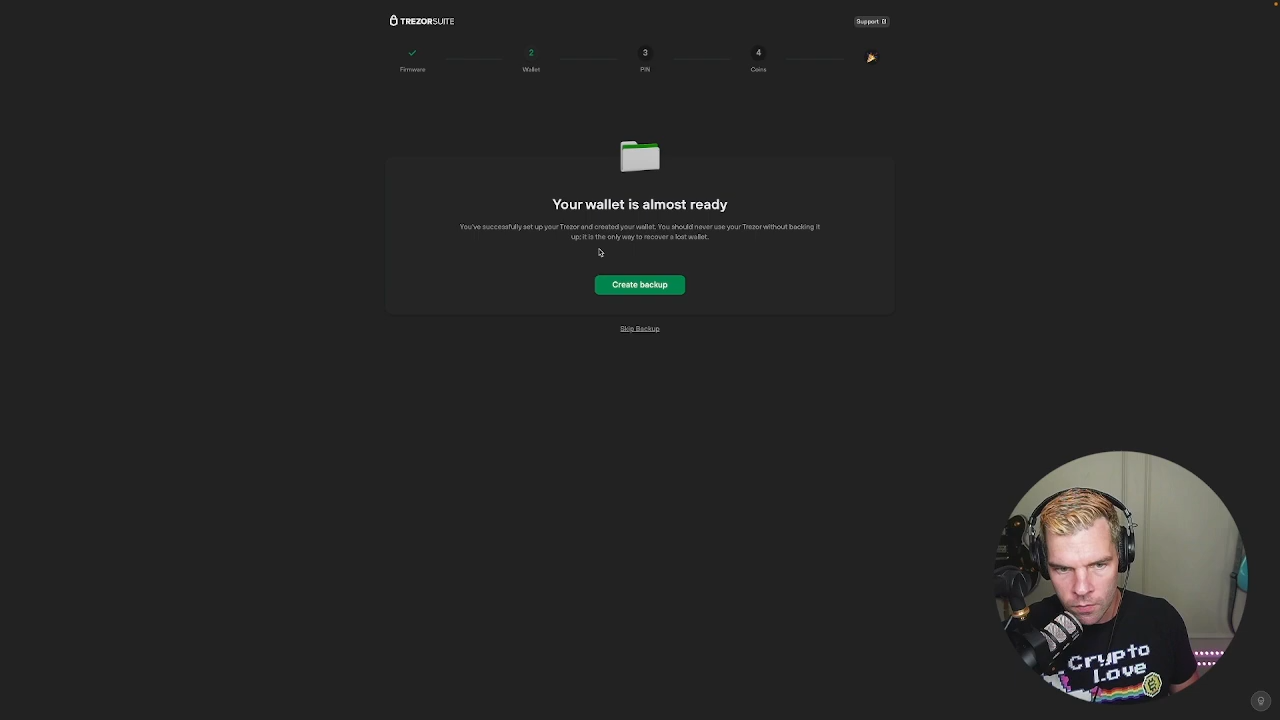 TREZOR SUITE
Support
2
3
4
Firmware
Wallet
PIN
Coins
Your wallet is almost ready
You've successfully set up your Trezor and created your wallet. You should never use your Trezor without backing it
up; it is the only way to recover a lost wallet.
Create backup
Skip Backup
Crypto
Love